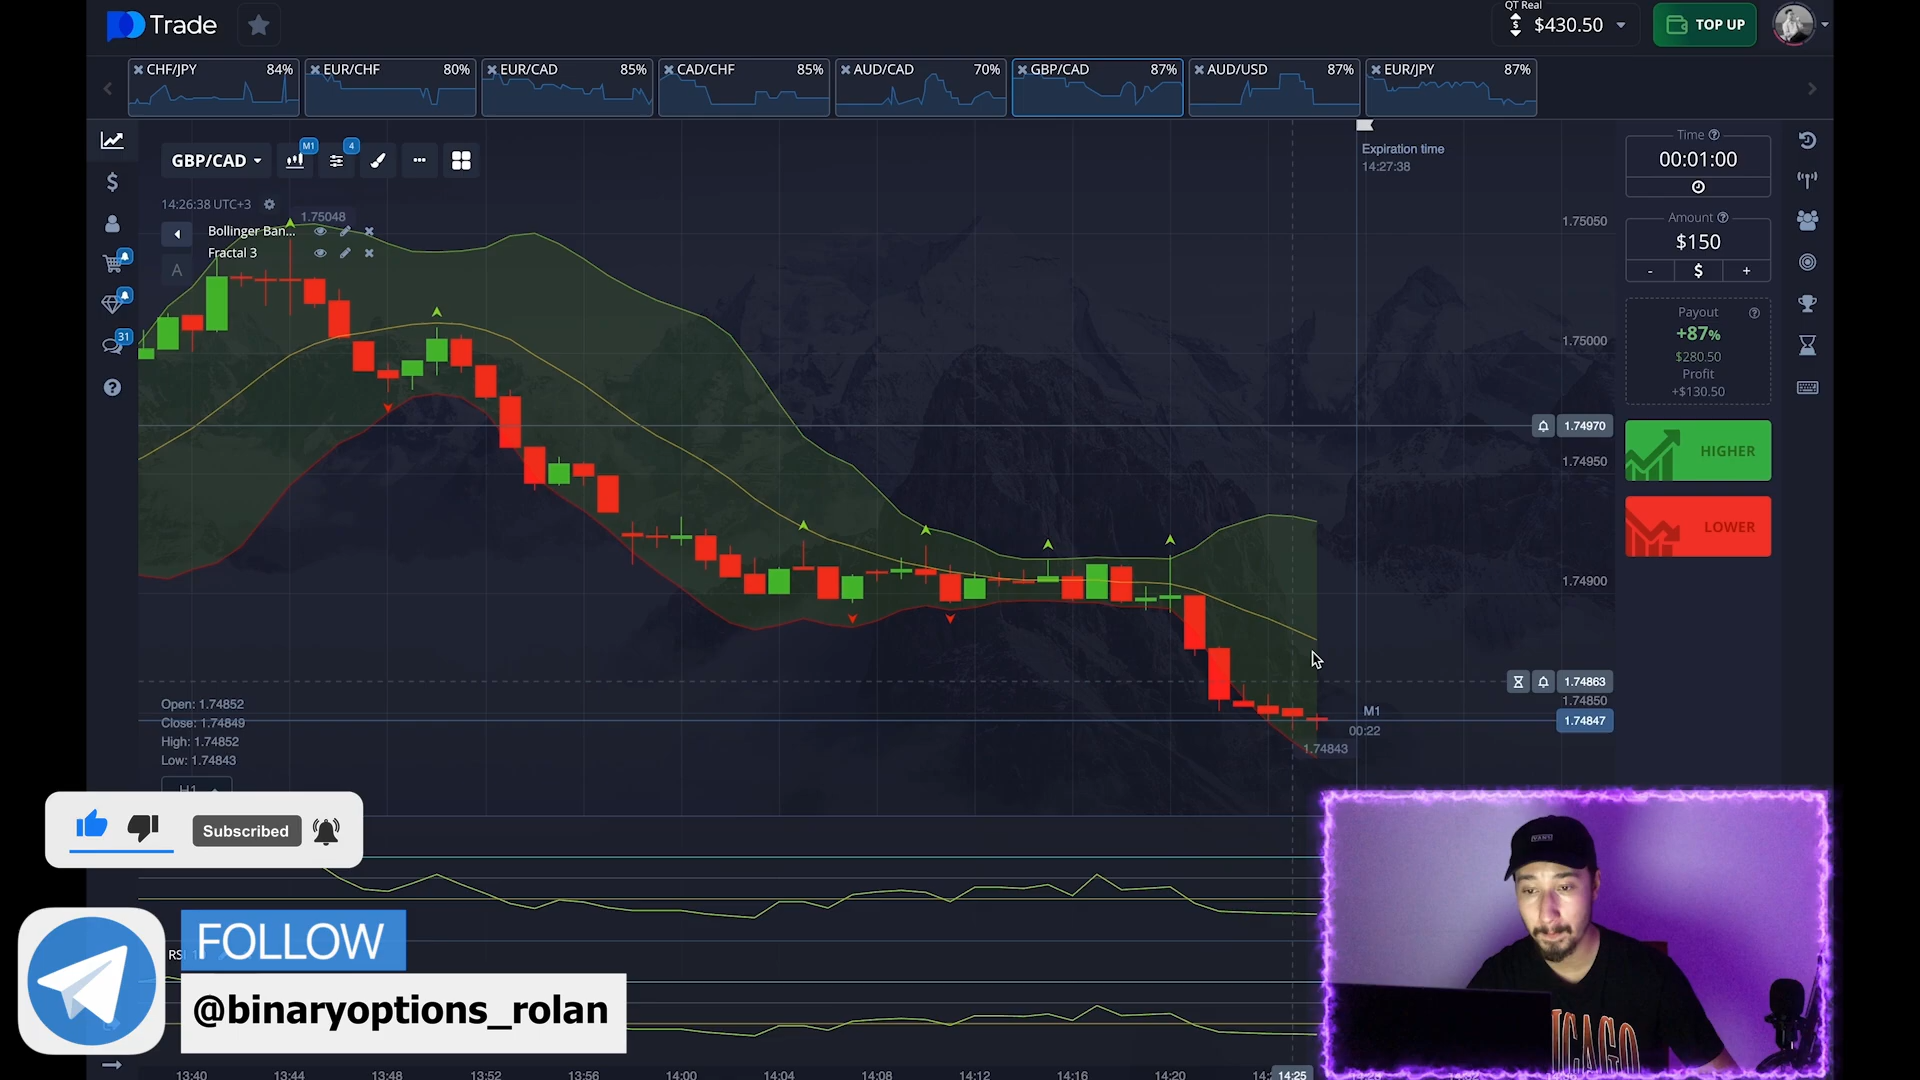 Trade
QT Real
$430.50
TOP UP
CHF/JPY 84%
EUR/CHF 80%
EUR/CAD 85%
CAD/CHF 85%
AUD/CAD 70%
GBP/CAD 87%
AUD/USD 87%
EUR/JPY 87%
GBP/CAD
M1
4
14:26:38 UTC+3
1.75048
Bollinger Ban...
Fractal 3
A
31
Expiration time
14:27:38
1.75050
1.75000
1.74970
1.74950
1.74900
1.74863
1.74850
1.74847
M1
00:22
1.74843
Open: 1.74852
Close: 1.74849
High: 1.74852
Low: 1.74843
H1
Time
00:01:00
Amount
$150
- $ +
Payout
+87%
$280.50
Profit
+$130.50
HIGHER
LOWER
Subscribed
FOLLOW
@binaryoptions_rolan
VANS
13:40 13:44 13:48 13:52 13:56 14:00 14:04 14:08 14:12 14:16 14:20 14:25